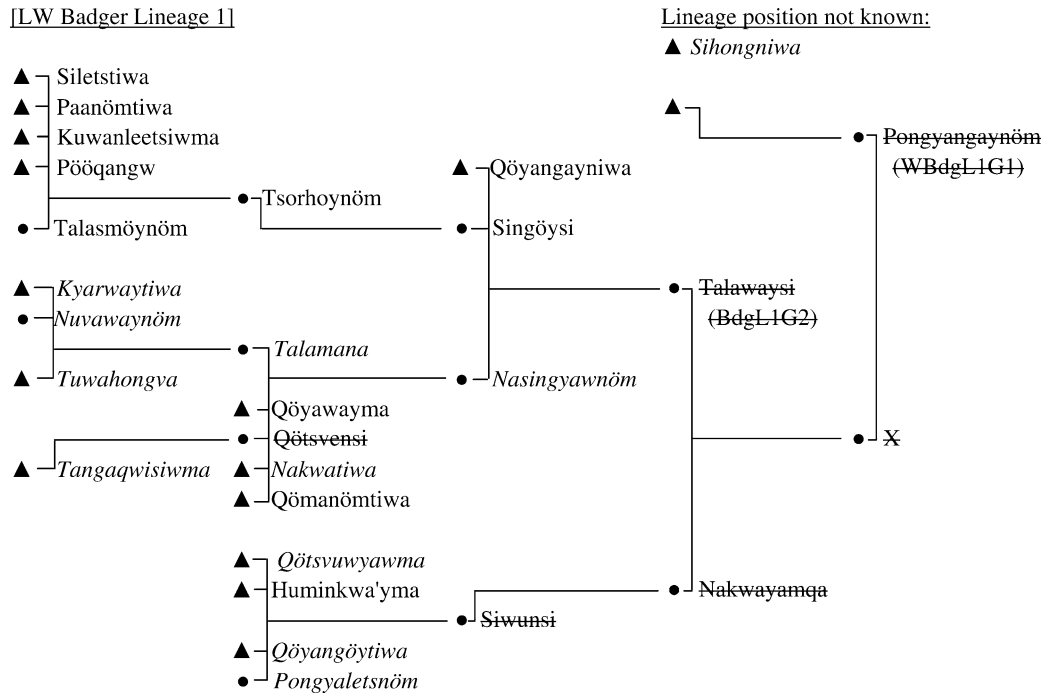 [LW Badger Lineage 1]
Lineage position not known:
Sihongniwa
Siletstiwa
Paanömtiwa
Kuwanleetsiwma
Pööqangw
Talasmöynöm
Tsorhoynöm
Qöyangayniwa
Singöysi
Pongyangaynöm
(WBdgL1G1)
Kyarwaytiwa
Nuvawaynöm
Tuwahongva
Tangaqwisiwma
Talamana
Qöyawayma
Qötsvensi
Nakwatiwa
Qömanömtiwa
Nasingyawnöm
Talawaysi
(BdgL1G2)
X
Qötsvuwyawma
Huminkwa'yma
Qöyangöytiwa
Pongyaletsnöm
Siwunsi
Nakwayamqa